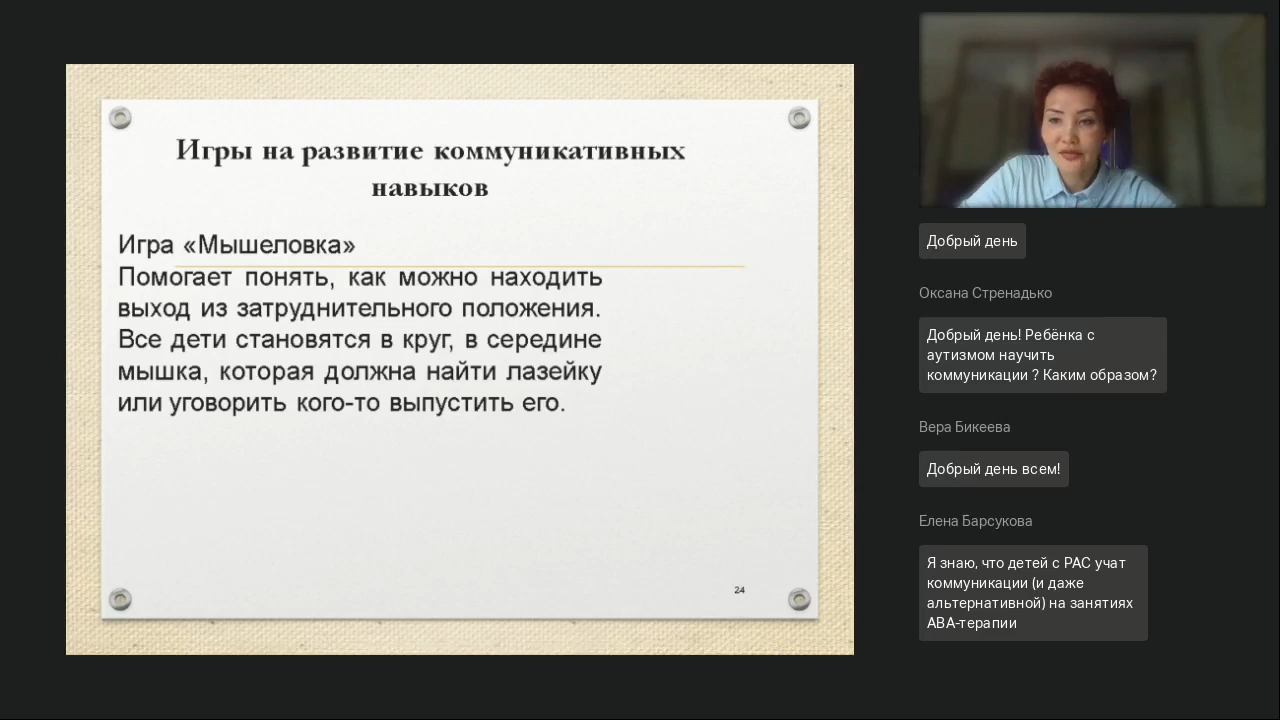 Игры на развитие коммуникативных
навыков
Игра «Мышеловка»
Помогает понять, как можно находить
выход из затруднительного положения.
Все дети становятся в круг, в середине
мышка, которая должна найти лазейку
или уговорить кого-то выпустить его.
24
Добрый день
Оксана Стренадько
Добрый день! Ребёнка с
аутизмом научить
коммуникации ? Каким образом?
Вера Бикеева
Добрый день всем!
Елена Барсукова
Я знаю, что детей с РАС учат
коммуникации (и даже
альтернативной) на занятиях
АВА-терапии